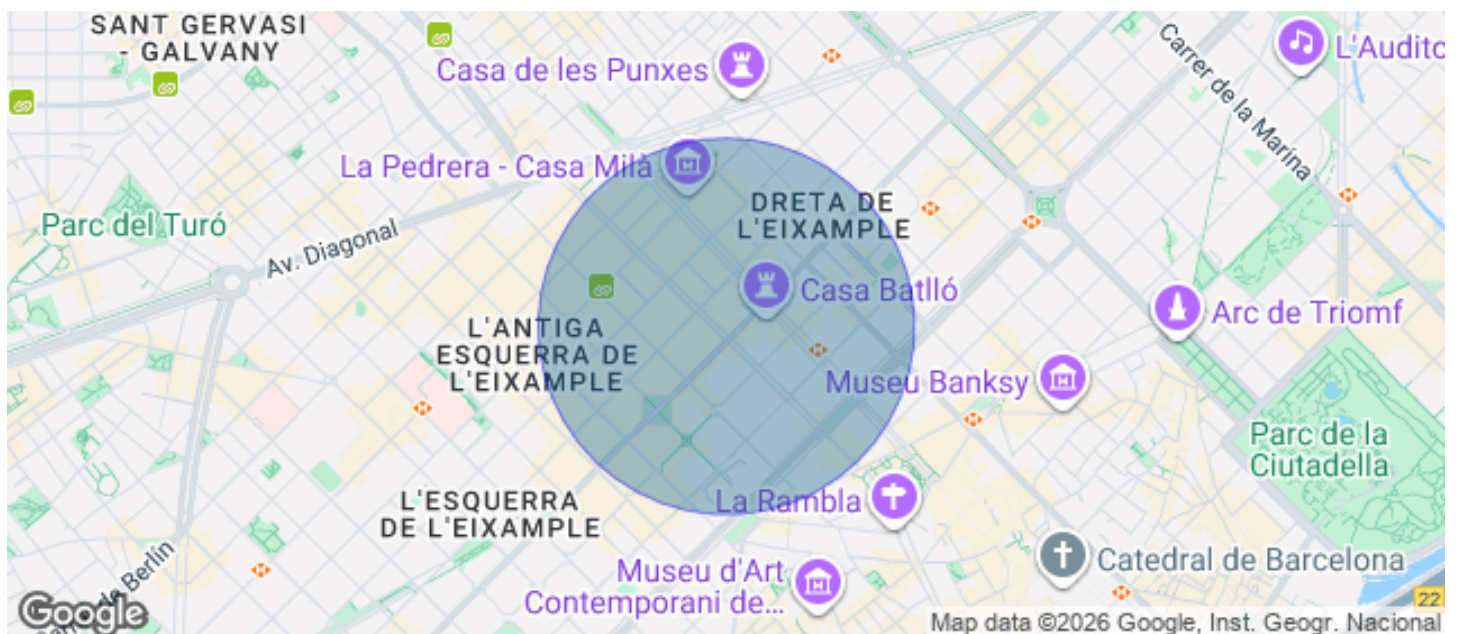 SANT GERVASI
- GALVANY
Casa de les Punxes
L'Audito
Carrer de la Marina
La Pedrera - Casa Milà
DRETA DE
L'EIXAMPLE
Parc del Turó
Av. Diagonal
Casa Batlló
Arc de Triomf
L'ANTIGA
ESQUERRA DE
L'EIXAMPLE
Museu Banksy
Parc de la
Ciutadella
L'ESQUERRA
DE L'EIXAMPLE
La Rambla
Catedral de Barcelona
Museu d'Art
Contemporani de...
de Berlín
22
Google
Map data ©2026 Google, Inst. Geogr. Nacional